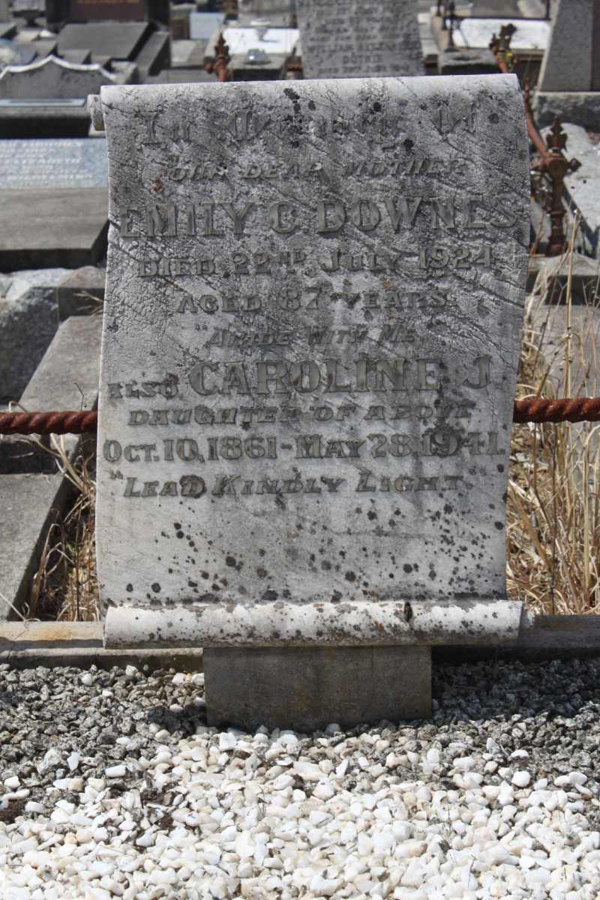 In Memory Of
OUR DEAR MOTHER
EMILY C. DOWNES
DIED 22ND JULY 1924.
AGED 87 YEARS.
"ABIDE WITH ME"
ALSO CAROLINE J.
DAUGHTER OF ABOVE
OCT. 10, 1861 - MAY 28, 1941.
"LEAD KINDLY LIGHT."